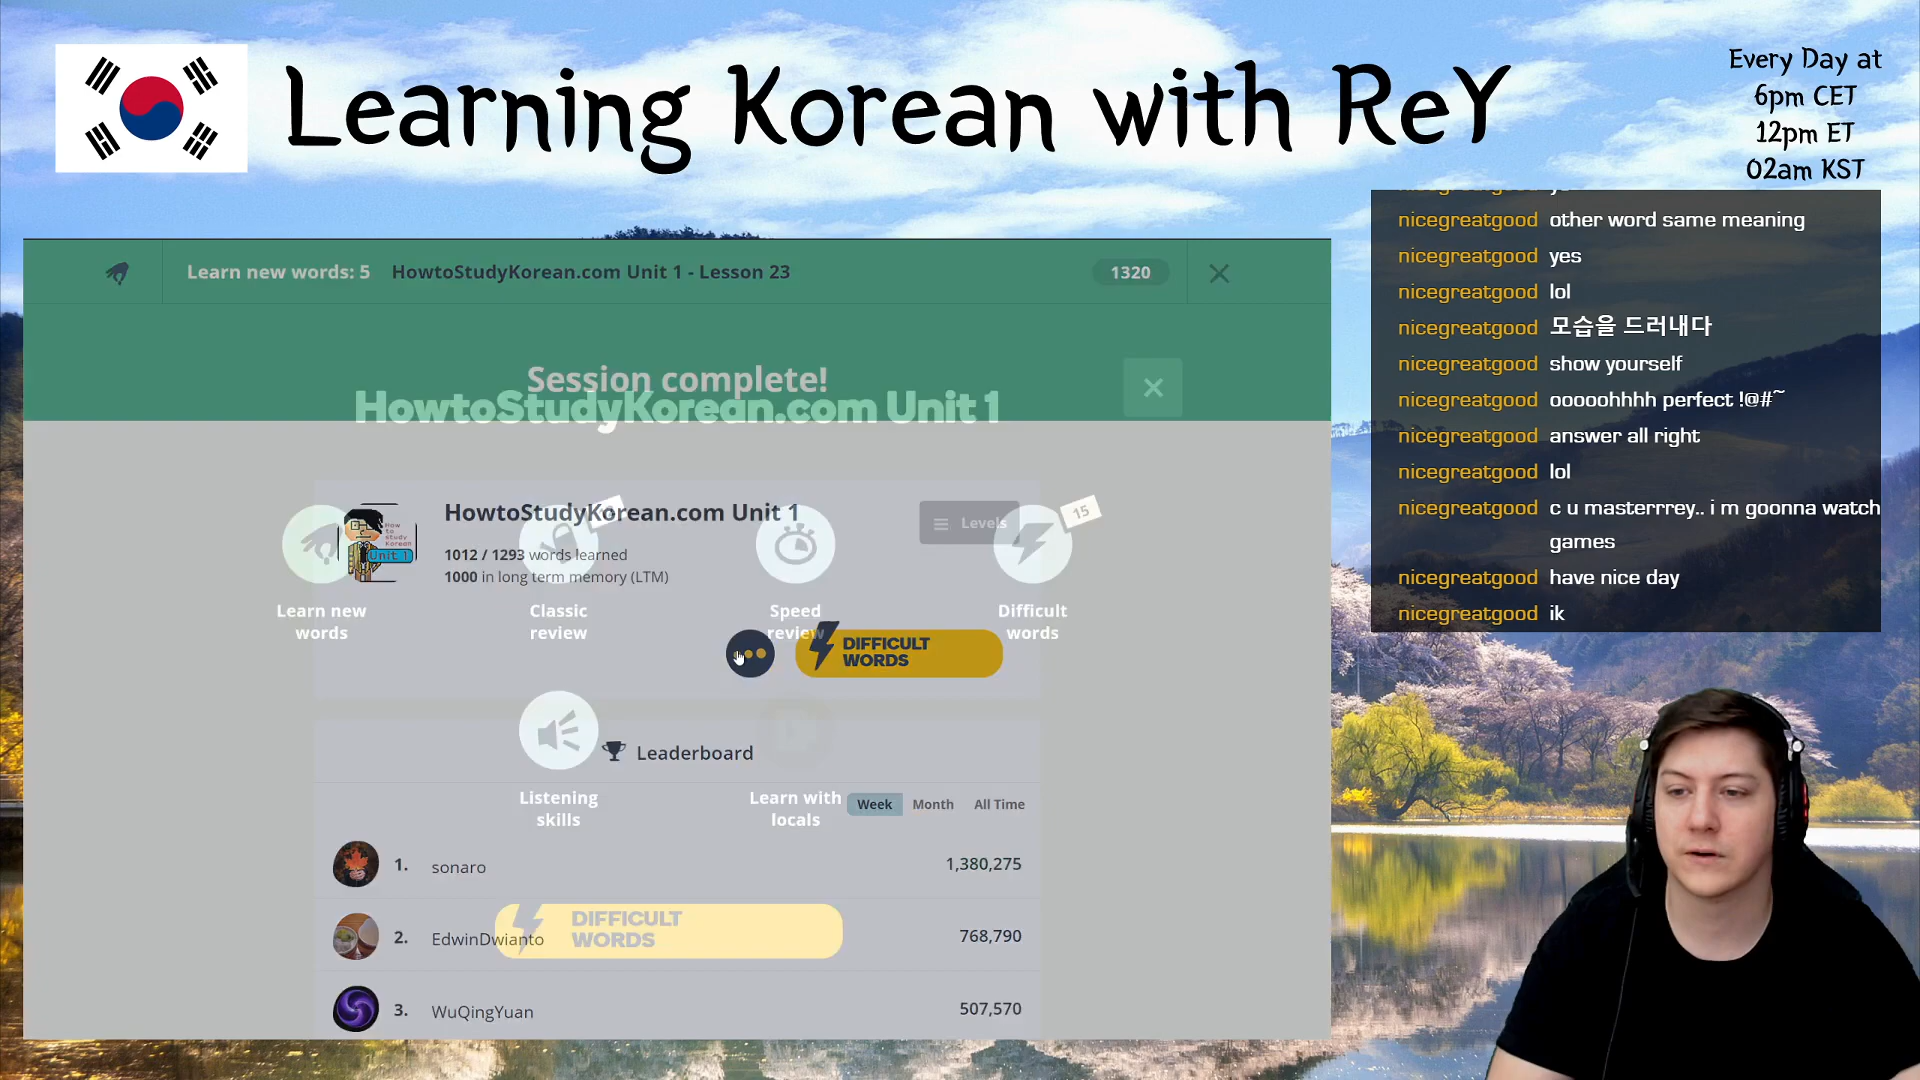 Learning Korean with ReY
Every Day at
6pm CET
12pm ET
02am KST
Learn new words: 5 HowtoStudyKorean.com Unit 1 - Lesson 23 1320
Session complete!
HowtoStudyKorean.com Unit 1
HowtoStudyKorean.com Unit 1
Levels
15
1012 / 1293 words learned
1000 in long term memory (LTM)
How to study Korean
Unit 1
Learn new words
Classic review
Speed review
Difficult words
DIFFICULT WORDS
Listening skills
Learn with locals
Leaderboard
Week Month All Time
1. sonaro 1,380,275
2. EdwinDwianto 768,790
DIFFICULT WORDS
3. WuQingYuan 507,570
nicegreatgood other word same meaning
nicegreatgood yes
nicegreatgood lol
nicegreatgood 모습을 드러내다
nicegreatgood show yourself
nicegreatgood ooooohhhh perfect !@#~
nicegreatgood answer all right
nicegreatgood lol
nicegreatgood c u masterrrey.. i m goonna watch
games
nicegreatgood have nice day
nicegreatgood ik